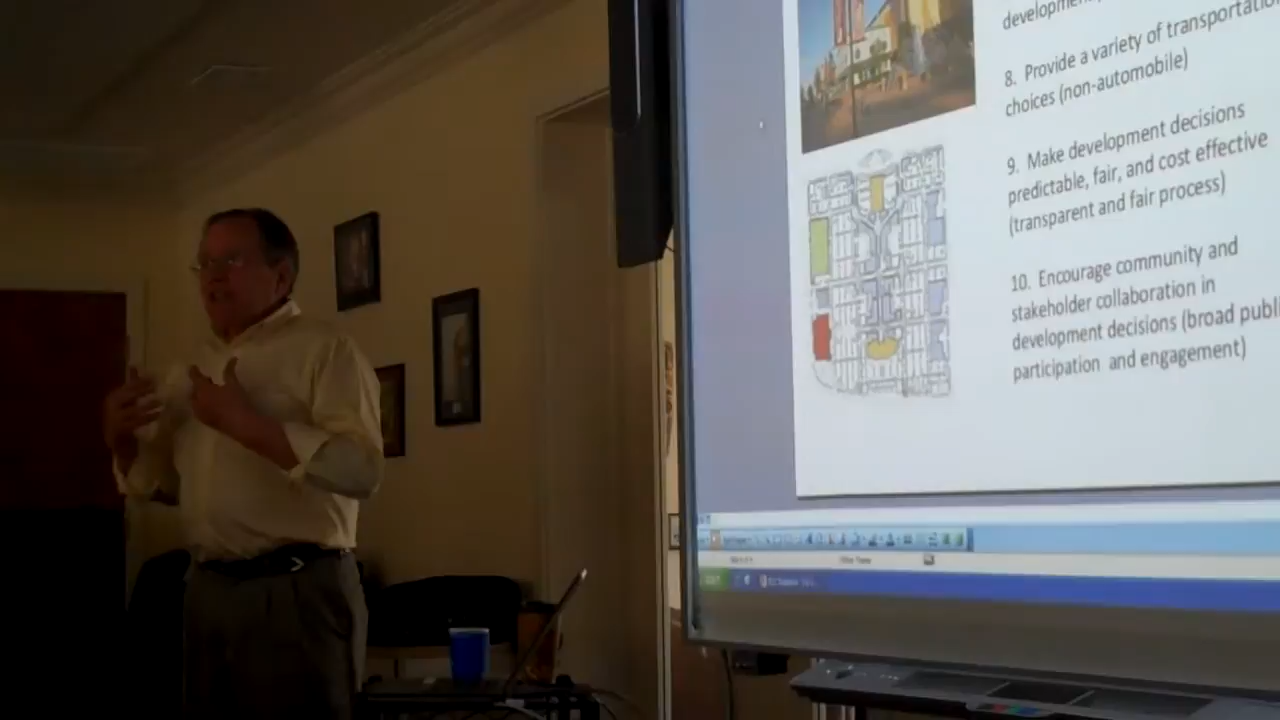 development,
8. Provide a variety of transportation
choices (non-automobile)
9. Make development decisions
predictable, fair, and cost effective
(transparent and fair process)
10. Encourage community and
stakeholder collaboration in
development decisions (broad publi
participation and engagement)